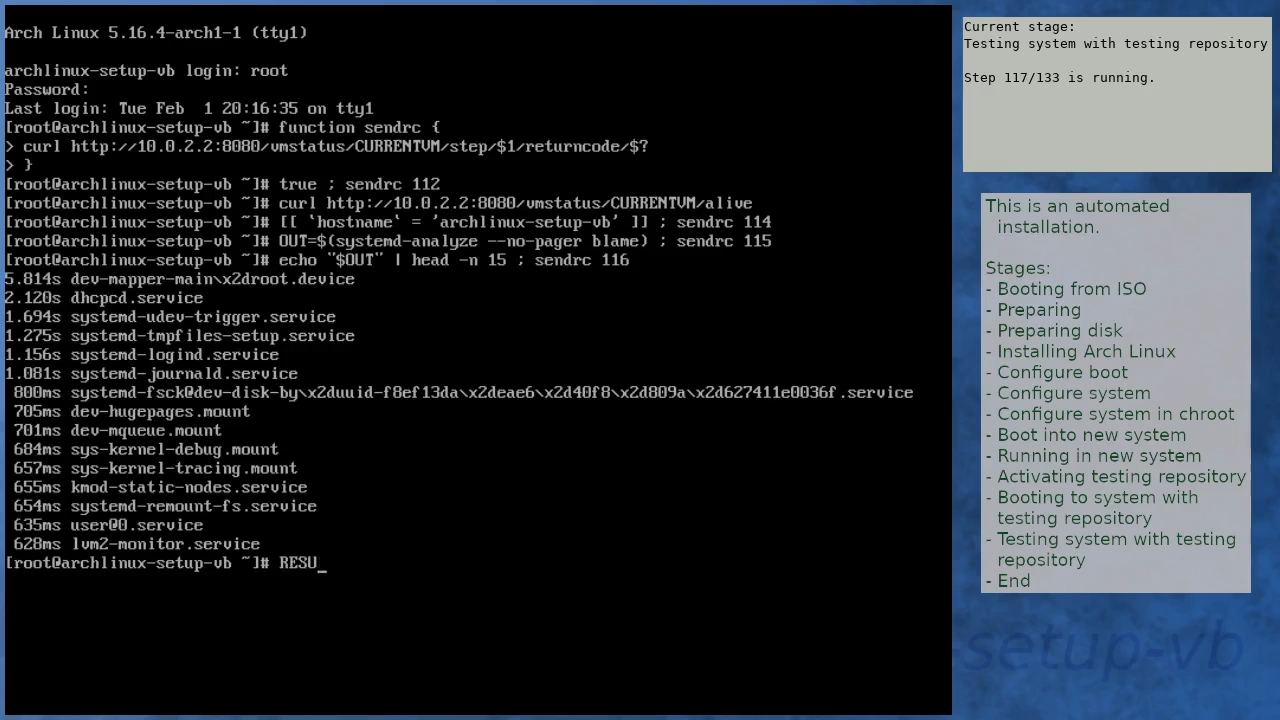 Arch Linux 5.16.4-arch1-1 (tty1)
archlinux-setup-vb login: root
Password:
Last login: Tue Feb  1 20:16:35 on tty1
[root@archlinux-setup-vb ~]# function sendrc {
> curl http://10.0.2.2:8080/vmstatus/CURRENTVM/step/$1/returncode/$?
> }
[root@archlinux-setup-vb ~]# true ; sendrc 112
[root@archlinux-setup-vb ~]# curl http://10.0.2.2:8080/vmstatus/CURRENTVM/alive
[root@archlinux-setup-vb ~]# [[ `hostname` = 'archlinux-setup-vb' ]] ; sendrc 114
[root@archlinux-setup-vb ~]# OUT=$(systemd-analyze --no-pager blame) ; sendrc 115
[root@archlinux-setup-vb ~]# echo "$OUT" | head -n 15 ; sendrc 116
5.814s dev-mapper-main\x2droot.device
2.120s dhcpcd.service
1.694s systemd-udev-trigger.service
1.275s systemd-tmpfiles-setup.service
1.156s systemd-logind.service
1.081s systemd-journald.service
 800ms systemd-fsck@dev-disk-by\x2duuid-f8ef13da\x2deae6\x2d40f8\x2d809a\x2d627411e0036f.service
 705ms dev-hugepages.mount
 701ms dev-mqueue.mount
 684ms sys-kernel-debug.mount
 657ms sys-kernel-tracing.mount
 655ms kmod-static-nodes.service
 654ms systemd-remount-fs.service
 635ms user@0.service
 628ms lvm2-monitor.service
[root@archlinux-setup-vb ~]# RESU_
Current stage:
Testing system with testing repository
Step 117/133 is running.
This is an automated
installation.
Stages:
- Booting from ISO
- Preparing
- Preparing disk
- Installing Arch Linux
- Configure boot
- Configure system
- Configure system in chroot
- Boot into new system
- Running in new system
- Activating testing repository
- Booting to system with
testing repository
- Testing system with testing
repository
- End
-setup-vb